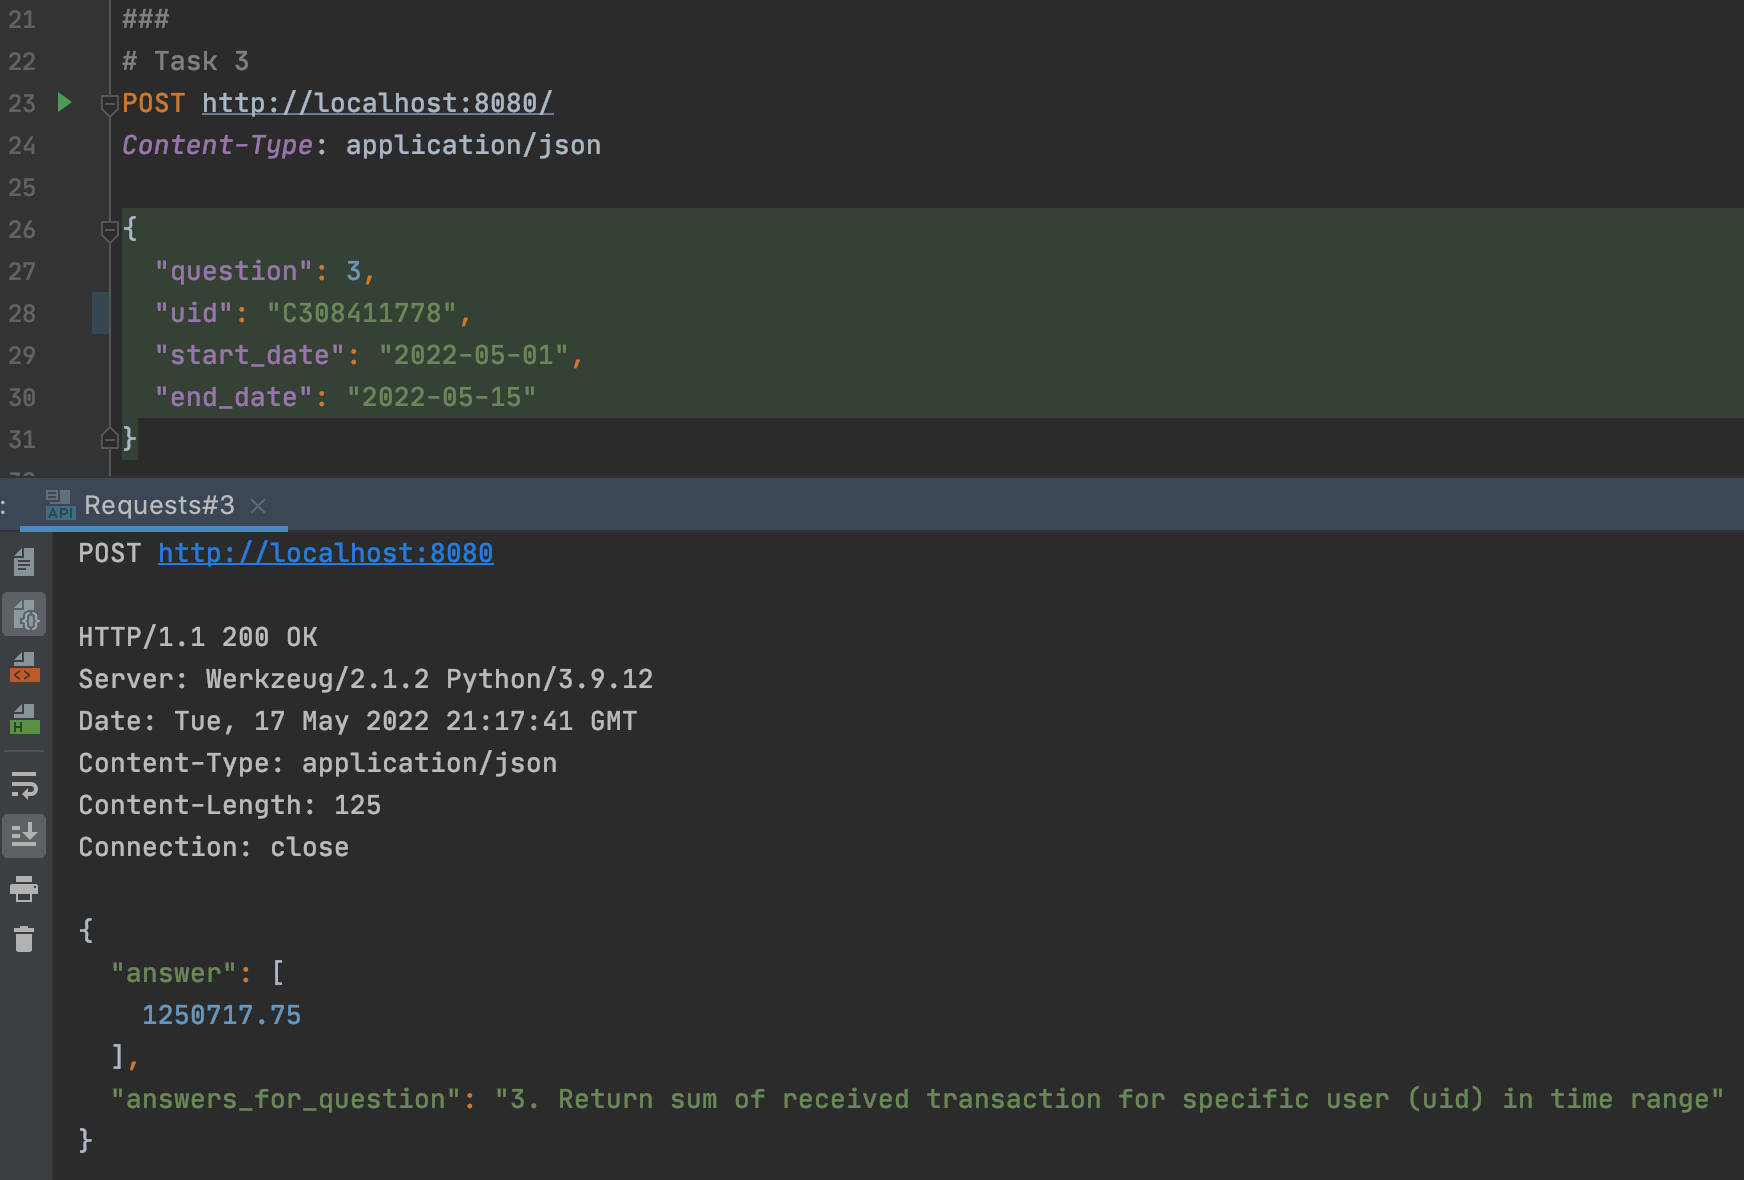 21 ###
22 # Task 3
23 POST http://localhost:8080/
24 Content-Type: application/json
25
26 {
27 "question": 3,
28 "uid": "C308411778",
29 "start_date": "2022-05-01",
30 "end_date": "2022-05-15"
31 }
: API Requests#3
POST http://localhost:8080
HTTP/1.1 200 OK
Server: Werkzeug/2.1.2 Python/3.9.12
Date: Tue, 17 May 2022 21:17:41 GMT
Content-Type: application/json
Content-Length: 125
Connection: close
{
"answer": [
1250717.75
],
"answers_for_question": "3. Return sum of received transaction for specific user (uid) in time range"
}